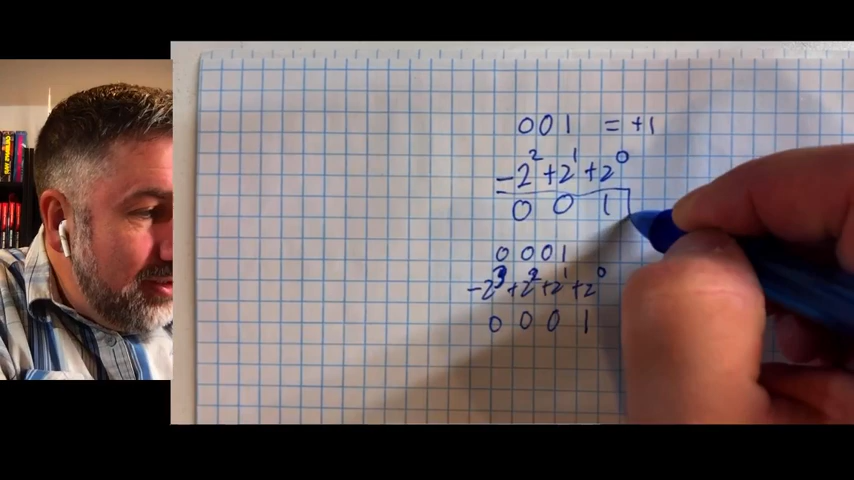 001 = +1
-2² +2¹ +2⁰
0 0 1
0001
-2³ +2² +2¹ +2⁰
0 0 0 1